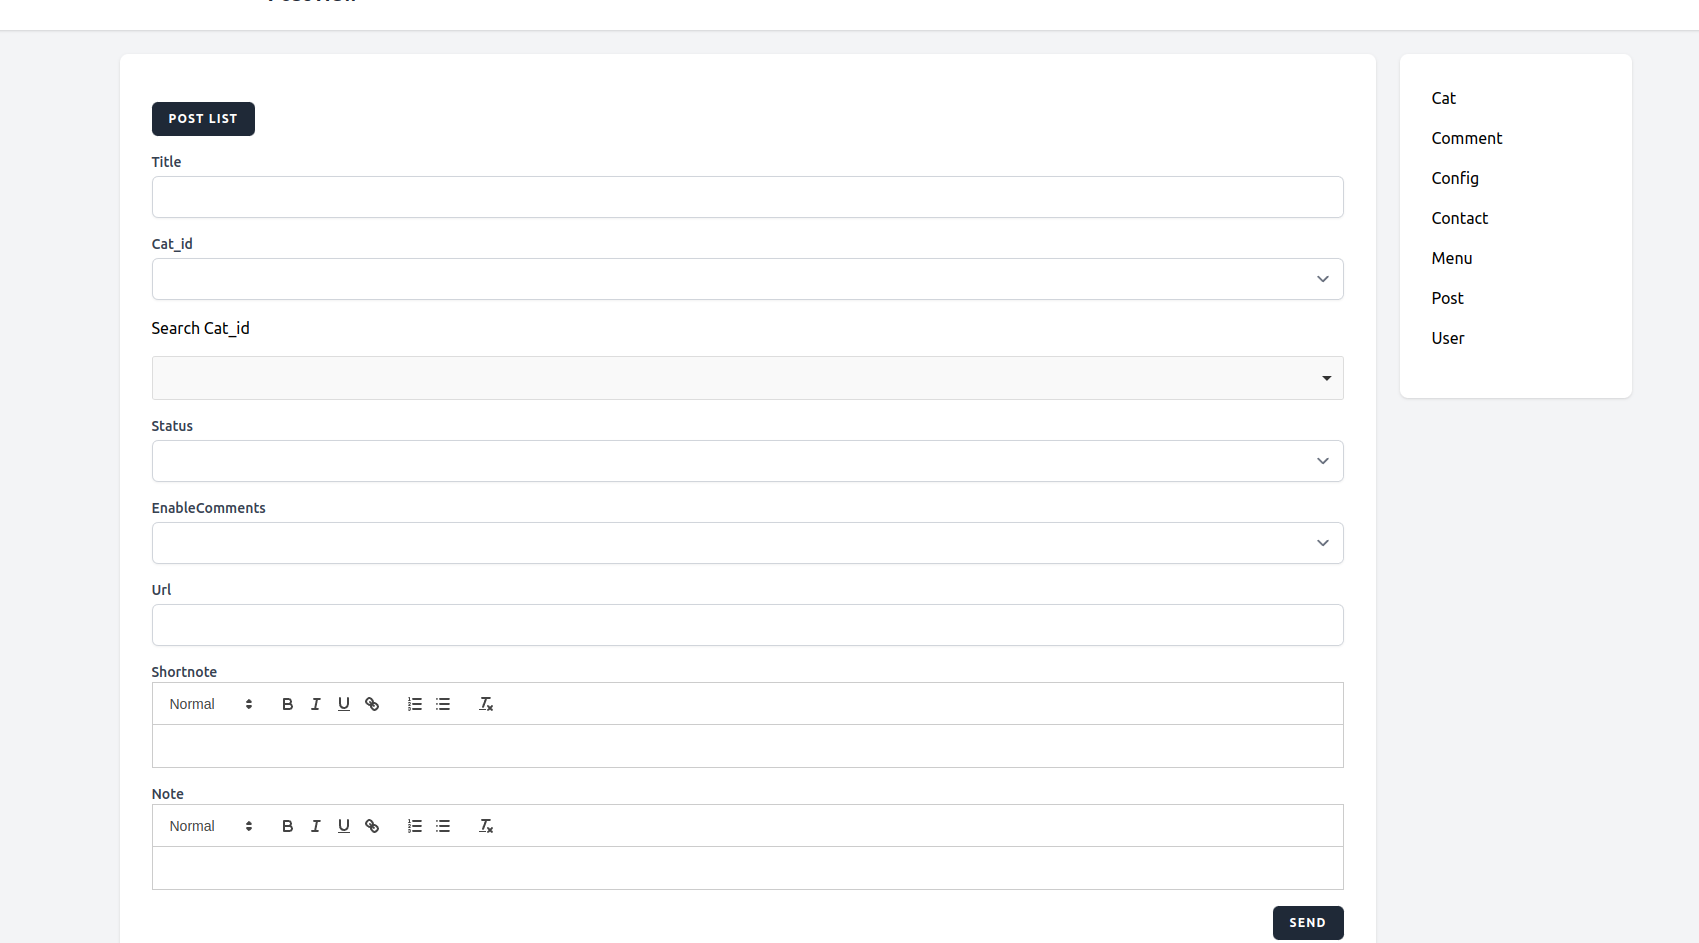 POST LIST
Title
Cat_id
Search Cat_id
Status
EnableComments
Url
Shortnote
Normal
Note
Normal
SEND
Cat
Comment
Config
Contact
Menu
Post
User